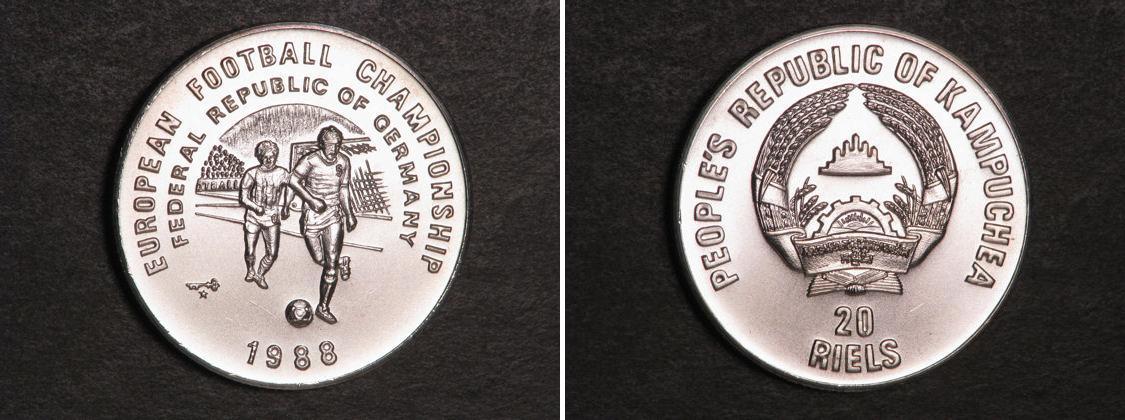 EUROPEAN FOOTBALL CHAMPIONSHIP
FEDERAL REPUBLIC OF GERMANY
1988
PEOPLE'S REPUBLIC OF KAMPUCHEA
20
RIELS